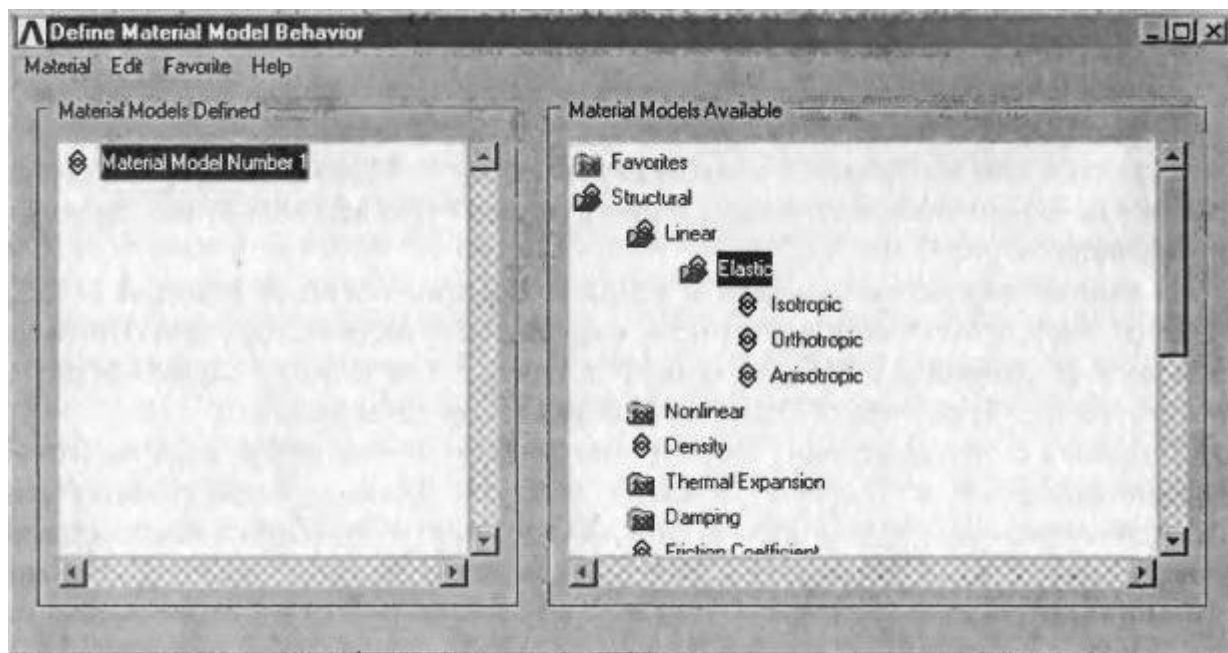 Define Material Model Behavior
Material Edit Favorite Help
Material Models Defined
Material Model Number 1
Material Models Available
Favorites
Structural
Linear
Elastic
Isotropic
Orthotropic
Anisotropic
Nonlinear
Density
Thermal Expansion
Damping
Friction Coefficient